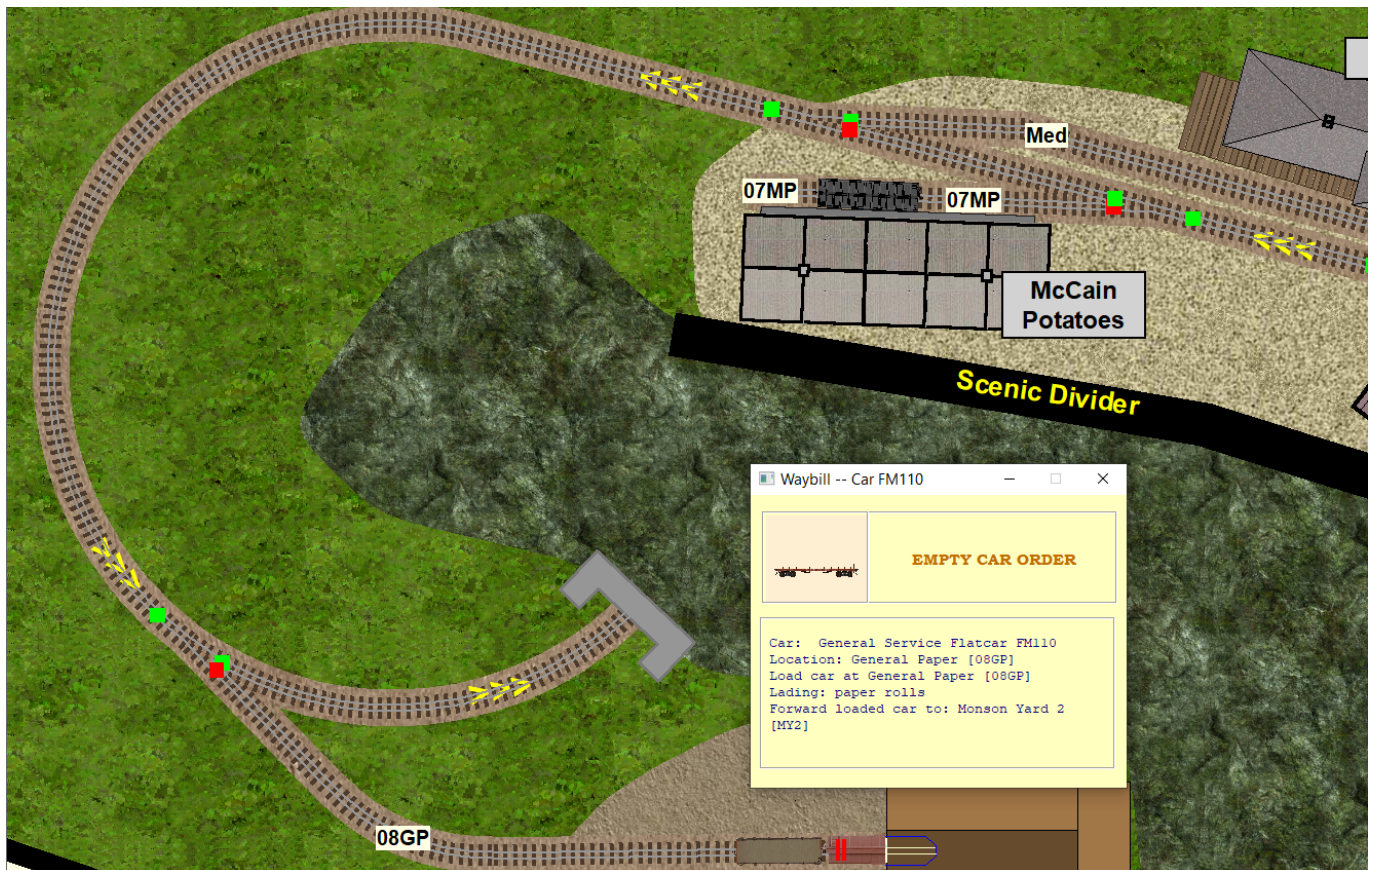 Med
07MP
07MP
McCain
Potatoes
Scenic Divider
Waybill -- Car FM110
EMPTY CAR ORDER
Car:  General Service Flatcar FM110
Location: General Paper [08GP]
Load car at General Paper [08GP]
Lading: paper rolls
Forward loaded car to: Monson Yard 2
[MY2]
08GP